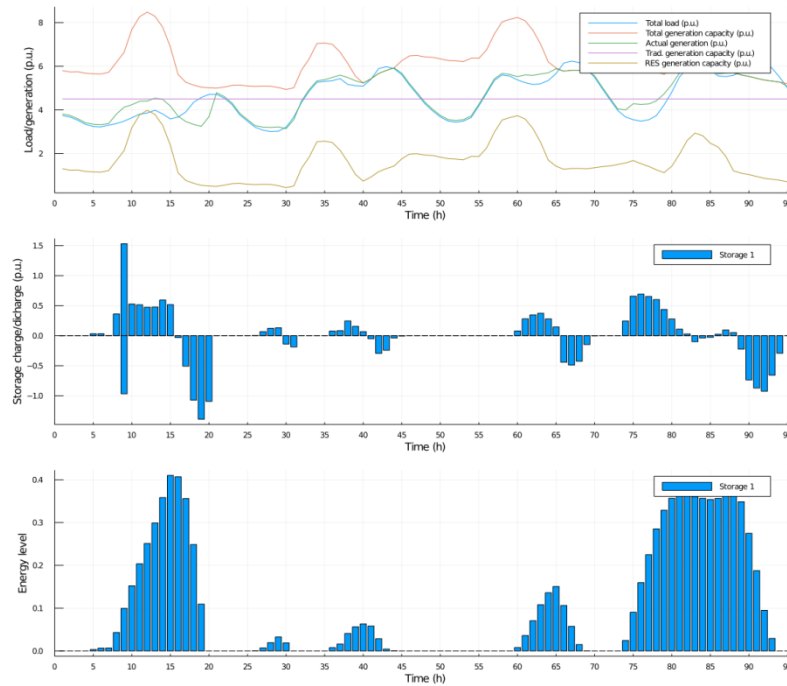 Load/generation (p.u.)
8
6
4
2
Total load (p.u.)
Total generation capacity (p.u.)
Actual generation (p.u.)
Trad. generation capacity (p.u.)
RES generation capacity (p.u.)
0 5 10 15 20 25 30 35 40 45 50 55 60 65 70 75 80 85 90 95
Time (h)
Storage charge/dicharge (p.u.)
1.5
1.0
0.5
0.0
-0.5
-1.0
Storage 1
0 5 10 15 20 25 30 35 40 45 50 55 60 65 70 75 80 85 90 95
Time (h)
Energy level
0.4
0.3
0.2
0.1
0.0
Storage 1
0 5 10 15 20 25 30 35 40 45 50 55 60 65 70 75 80 85 90 95
Time (h)